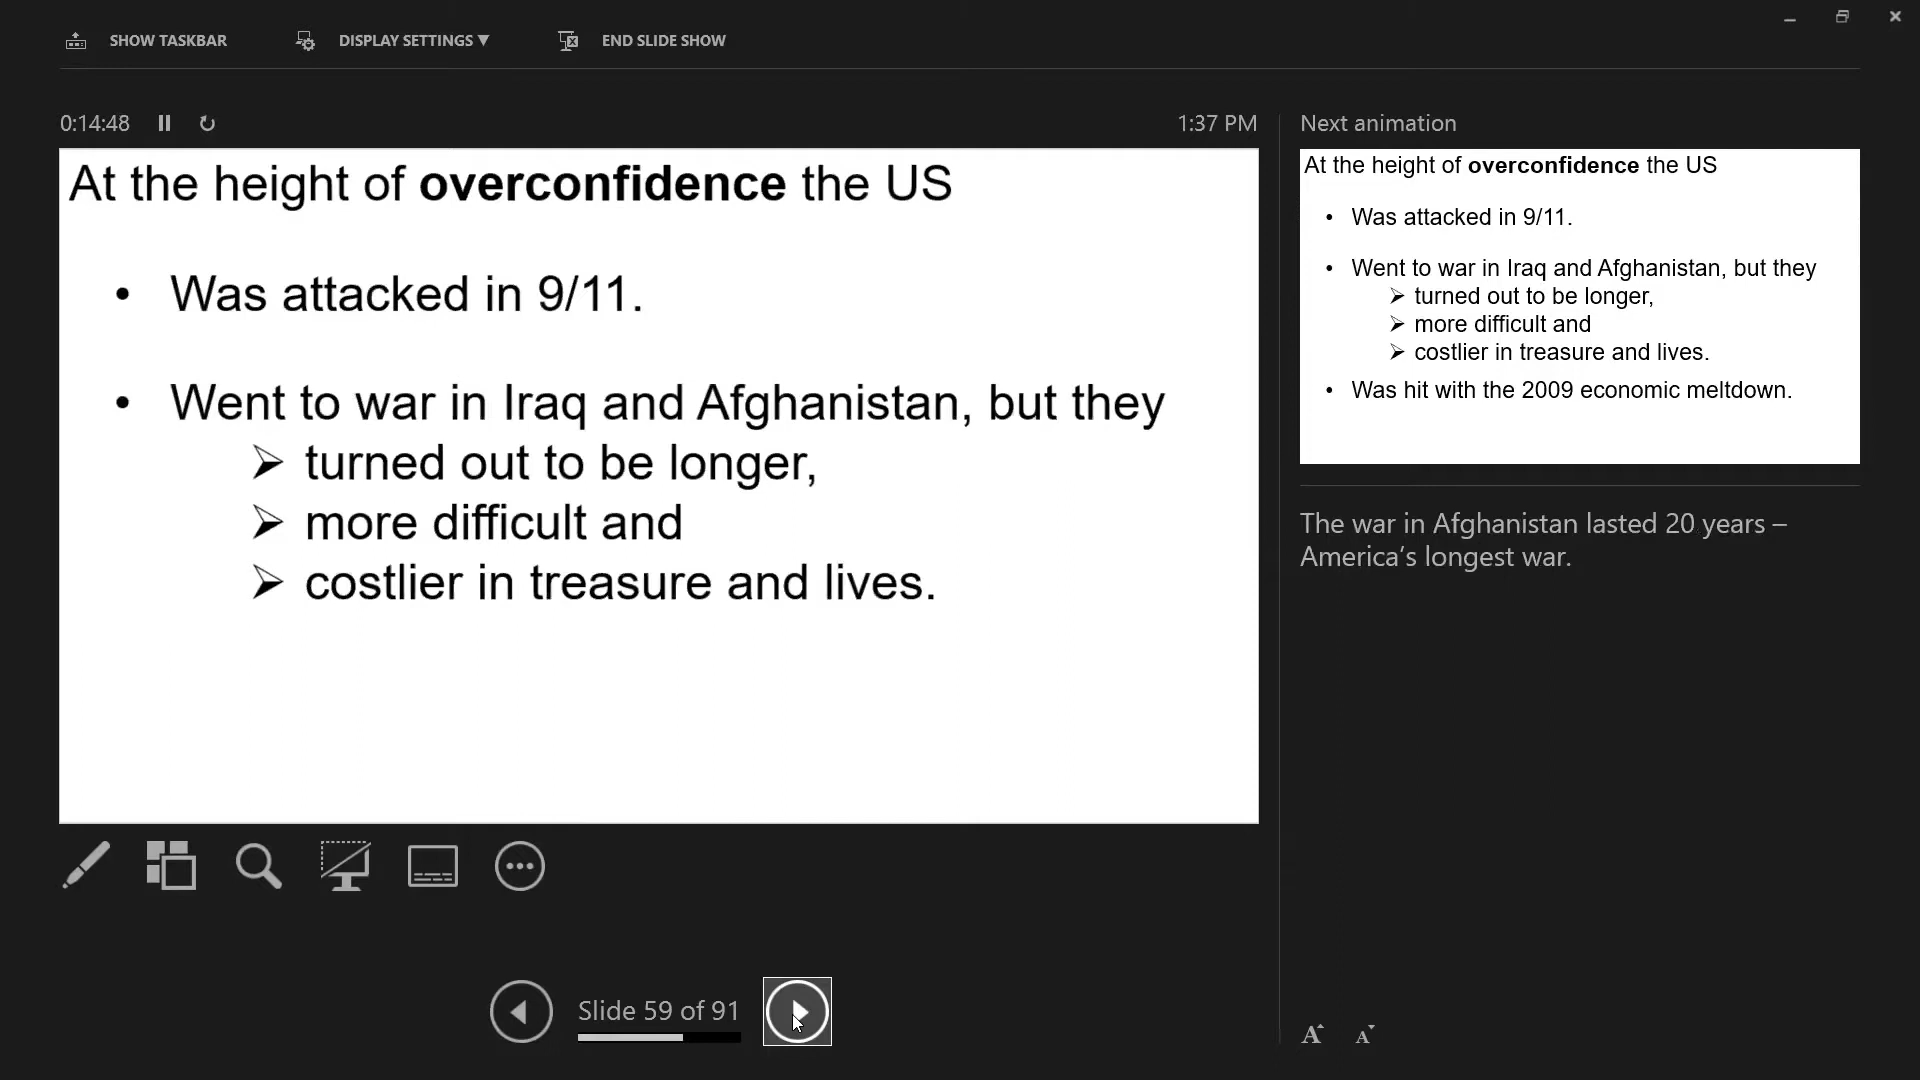 SHOW TASKBAR
DISPLAY SETTINGS ▼
END SLIDE SHOW
0:14:48
1:37 PM
At the height of overconfidence the US
• Was attacked in 9/11.
• Went to war in Iraq and Afghanistan, but they
➢ turned out to be longer,
➢ more difficult and
➢ costlier in treasure and lives.
Next animation
At the height of overconfidence the US
• Was attacked in 9/11.
• Went to war in Iraq and Afghanistan, but they
➢ turned out to be longer,
➢ more difficult and
➢ costlier in treasure and lives.
• Was hit with the 2009 economic meltdown.
The war in Afghanistan lasted 20 years –
America’s longest war.
Slide 59 of 91
A A